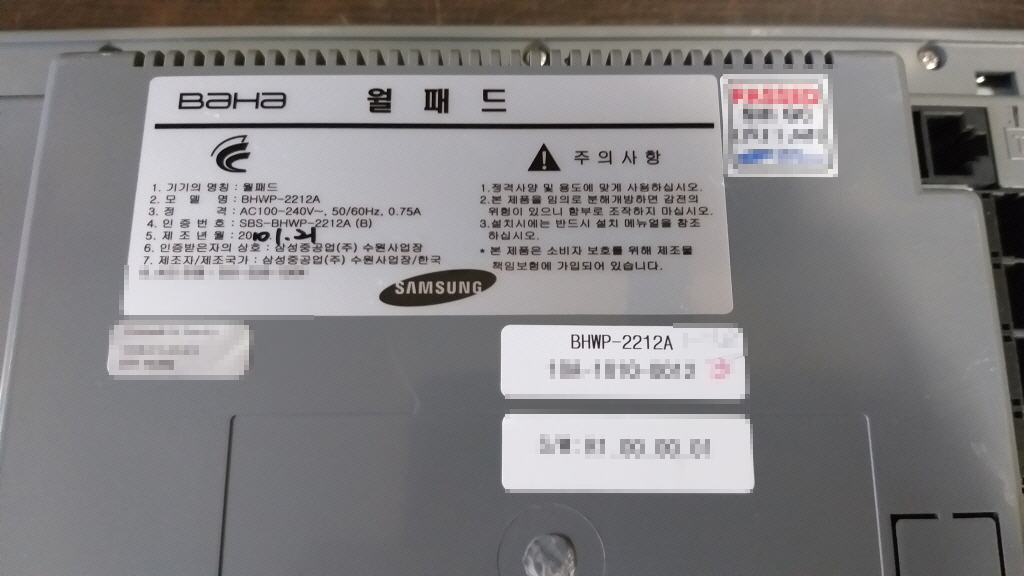 BaHa 월 패 드
주 의 사 항
1. 기기의 명칭 : 월패드
2. 모 델 명 : BHWP-2212A
3. 정 격 : AC100~240V~, 50/60Hz, 0.75A
4. 인 증 번 호 : SBS-BHWP-2212A (B)
5. 제 조 년 월 : 20
6. 인증받은자의 상호 : 삼성중공업(주) 수원사업장
7. 제조자/제조국가 : 삼성중공업(주) 수원사업장/한국
1.정격사양 및 용도에 맞게 사용하십시오.
2.본 제품을 임의로 분해개방하면 감전의
위험이 있으니 함부로 조작하지 마십시오.
3.설치시에는 반드시 설치 메뉴얼을 참조
하십시오.
* 본 제품은 소비자 보호를 위해 제조물
책임보험에 가입되어 있습니다.
SAMSUNG
BHWP-2212A